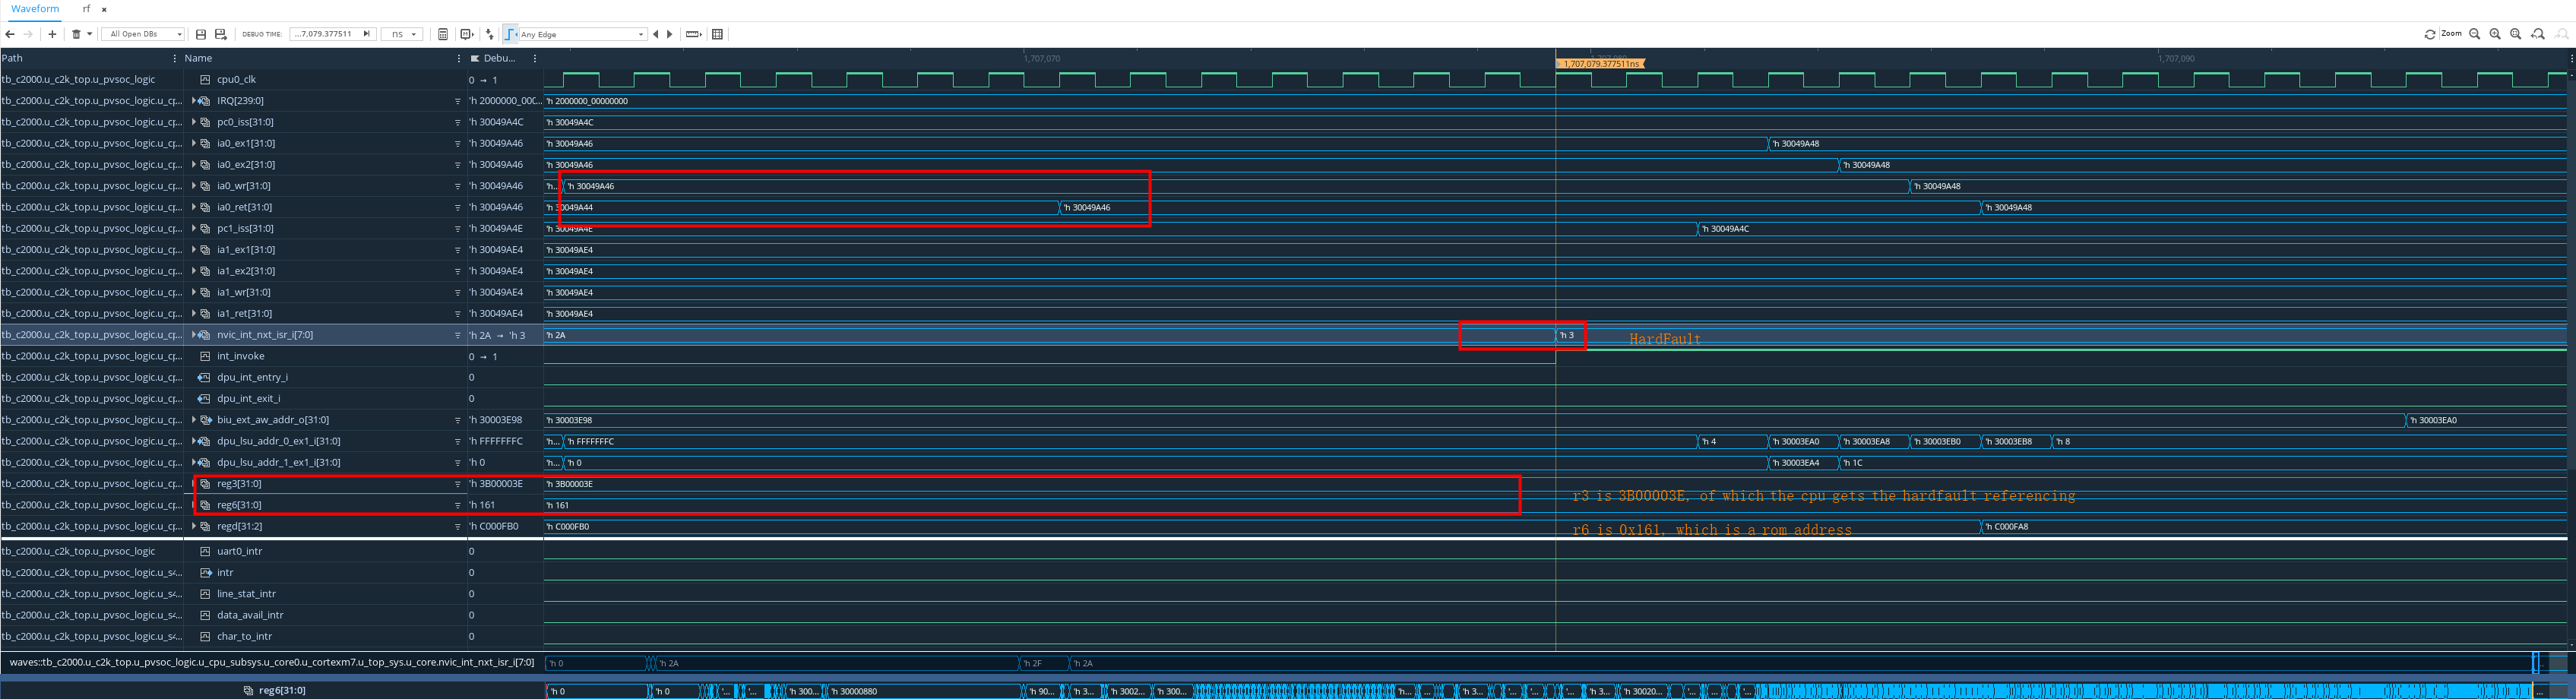 Waveform rf ×
All Open DBs DEBUG TIME: ...7,079.377511 ns Any Edge Zoom
Path Name Debu... 1,707,070 1,707,080 1,707,090
1,707,079.377511ns
tb_c2000.u_c2k_top.u_pvsoc_logic cpu0_clk 0 → 1
tb_c2000.u_c2k_top.u_pvsoc_logic.u_cp... IRQ[239:0] 'h 2000000_00C... 'h 2000000_00000000
tb_c2000.u_c2k_top.u_pvsoc_logic.u_cp... pc0_iss[31:0] 'h 30049A4C 'h 30049A4C
tb_c2000.u_c2k_top.u_pvsoc_logic.u_cp... ia0_ex1[31:0] 'h 30049A46 'h 30049A46 'h 30049A48
tb_c2000.u_c2k_top.u_pvsoc_logic.u_cp... ia0_ex2[31:0] 'h 30049A46 'h 30049A46 'h 30049A48
tb_c2000.u_c2k_top.u_pvsoc_logic.u_cp... ia0_wr[31:0] 'h 30049A46 'h... 'h 30049A46 'h 30049A48
tb_c2000.u_c2k_top.u_pvsoc_logic.u_cp... ia0_ret[31:0] 'h 30049A46 'h 30049A44 'h 30049A46 'h 30049A48
tb_c2000.u_c2k_top.u_pvsoc_logic.u_cp... pc1_iss[31:0] 'h 30049A4E 'h 30049A4E 'h 30049A4C
tb_c2000.u_c2k_top.u_pvsoc_logic.u_cp... ia1_ex1[31:0] 'h 30049AE4 'h 30049AE4
tb_c2000.u_c2k_top.u_pvsoc_logic.u_cp... ia1_ex2[31:0] 'h 30049AE4 'h 30049AE4
tb_c2000.u_c2k_top.u_pvsoc_logic.u_cp... ia1_wr[31:0] 'h 30049AE4 'h 30049AE4
tb_c2000.u_c2k_top.u_pvsoc_logic.u_cp... ia1_ret[31:0] 'h 30049AE4 'h 30049AE4
tb_c2000.u_c2k_top.u_pvsoc_logic.u_cp... nvic_int_nxt_isr_i[7:0] 'h 2A → 'h 3 'h 2A 'h 3 HardFault
tb_c2000.u_c2k_top.u_pvsoc_logic.u_cp... int_invoke 0 → 1
tb_c2000.u_c2k_top.u_pvsoc_logic.u_cp... dpu_int_entry_i 0
tb_c2000.u_c2k_top.u_pvsoc_logic.u_cp... dpu_int_exit_i 0
tb_c2000.u_c2k_top.u_pvsoc_logic.u_cp... biu_ext_aw_addr_o[31:0] 'h 30003E98 'h 30003E98 'h 30003EA0
tb_c2000.u_c2k_top.u_pvsoc_logic.u_cp... dpu_lsu_addr_0_ex1_i[31:0] 'h FFFFFFFC 'h... 'h FFFFFFFC 'h 4 'h 30003EA0 'h 30003EA8 'h 30003EB0 'h 30003EB8 'h 8
tb_c2000.u_c2k_top.u_pvsoc_logic.u_cp... dpu_lsu_addr_1_ex1_i[31:0] 'h 0 'h... 'h 0 'h 30003EA4 'h 1C
tb_c2000.u_c2k_top.u_pvsoc_logic.u_cp... reg3[31:0] 'h 3B00003E 'h 3B00003E
r3 is 3B00003E, of which the cpu gets the hardfault referencing
tb_c2000.u_c2k_top.u_pvsoc_logic.u_cp... reg6[31:0] 'h 161 'h 161
tb_c2000.u_c2k_top.u_pvsoc_logic.u_cp... regd[31:2] 'h C000FB0 'h C000FB0 'h C000FA8
r6 is 0x161, which is a rom address
tb_c2000.u_c2k_top.u_pvsoc_logic uart0_intr 0
tb_c2000.u_c2k_top.u_pvsoc_logic.u_s‹... intr 0
tb_c2000.u_c2k_top.u_pvsoc_logic.u_s‹... line_stat_intr 0
tb_c2000.u_c2k_top.u_pvsoc_logic.u_s‹... data_avail_intr 0
tb_c2000.u_c2k_top.u_pvsoc_logic.u_s‹... char_to_intr 0
waves::tb_c2000.u_c2k_top.u_pvsoc_logic.u_cpu_subsys.u_core0.u_cortexm7.u_top_sys.u_core.nvic_int_nxt_isr_i[7:0] 'h 0 'h 2A 'h 2F 'h 2A
reg6[31:0] 'h 0 'h 0 '... '... 'h 300... 'h 30000880 'h 90... 'h 3... 'h 3002... 'h 300... 'h... 'h 3... 'h... 'h 3... 'h 30020... '... '... '... ...